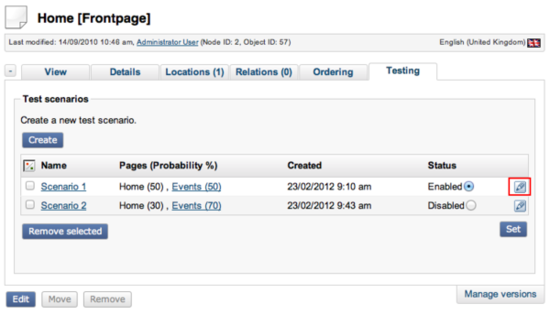 Home [Frontpage]
Last modified: 14/09/2010 10:46 am, Administrator User (Node ID: 2, Object ID: 57) English (United Kingdom)
- View Details Locations (1) Relations (0) Ordering Testing
Test scenarios
Create a new test scenario.
Create
Name Pages (Probability %) Created Status
Scenario 1 Home (50) , Events (50) 23/02/2012 9:10 am Enabled
Scenario 2 Home (30) , Events (70) 23/02/2012 9:43 am Disabled
Remove selected Set
Edit Move Remove Manage versions